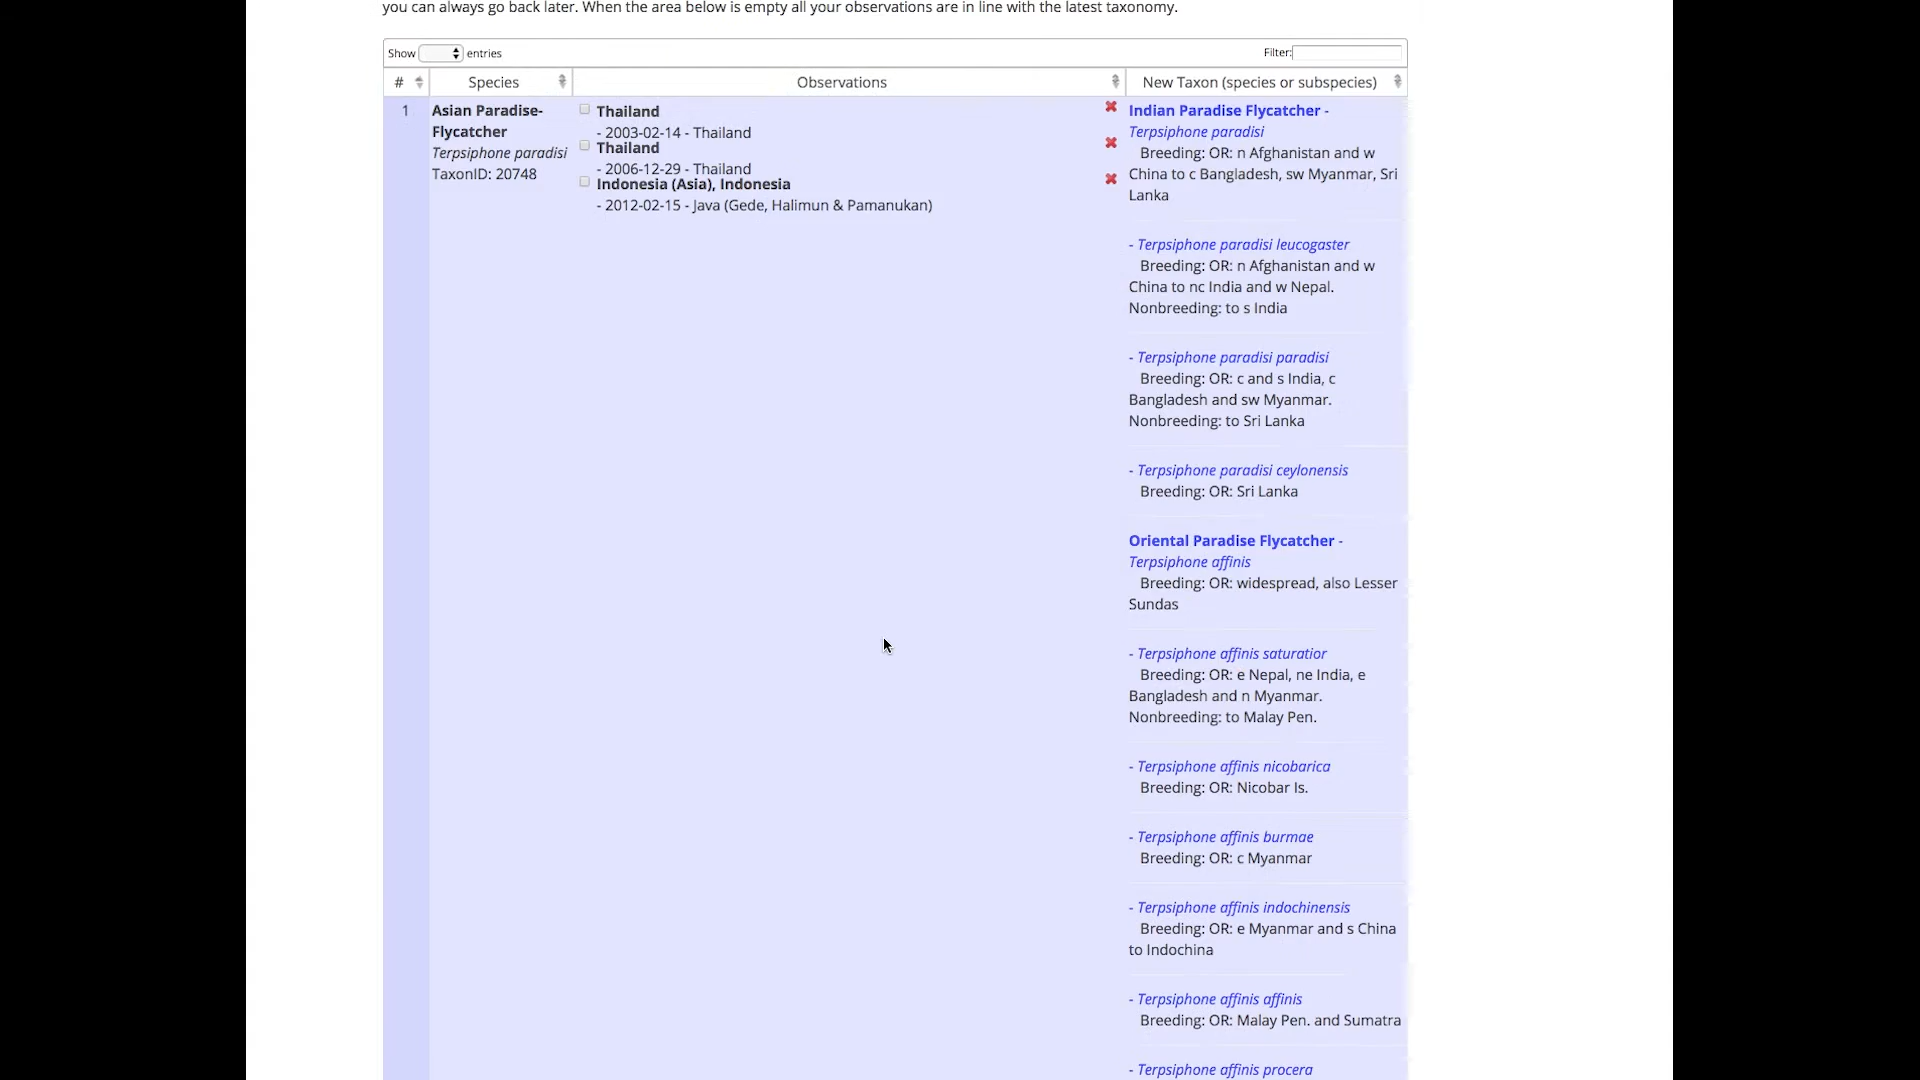 you can always go back later. When the area below is empty all your observations are in line with the latest taxonomy.
Show entries
Filter:
# Species Observations New Taxon (species or subspecies)
1
Asian Paradise-
Flycatcher
Terpsiphone paradisi
TaxonID: 20748
Thailand
- 2003-02-14 - Thailand
Thailand
- 2006-12-29 - Thailand
Indonesia (Asia), Indonesia
- 2012-02-15 - Java (Gede, Halimun & Pamanukan)
Indian Paradise Flycatcher -
Terpsiphone paradisi
Breeding: OR: n Afghanistan and w
China to c Bangladesh, sw Myanmar, Sri
Lanka
- Terpsiphone paradisi leucogaster
Breeding: OR: n Afghanistan and w
China to nc India and w Nepal.
Nonbreeding: to s India
- Terpsiphone paradisi paradisi
Breeding: OR: c and s India, c
Bangladesh and sw Myanmar.
Nonbreeding: to Sri Lanka
- Terpsiphone paradisi ceylonensis
Breeding: OR: Sri Lanka
Oriental Paradise Flycatcher -
Terpsiphone affinis
Breeding: OR: widespread, also Lesser
Sundas
- Terpsiphone affinis saturatior
Breeding: OR: e Nepal, ne India, e
Bangladesh and n Myanmar.
Nonbreeding: to Malay Pen.
- Terpsiphone affinis nicobarica
Breeding: OR: Nicobar Is.
- Terpsiphone affinis burmae
Breeding: OR: c Myanmar
- Terpsiphone affinis indochinensis
Breeding: OR: e Myanmar and s China
to Indochina
- Terpsiphone affinis affinis
Breeding: OR: Malay Pen. and Sumatra
- Terpsiphone affinis procera